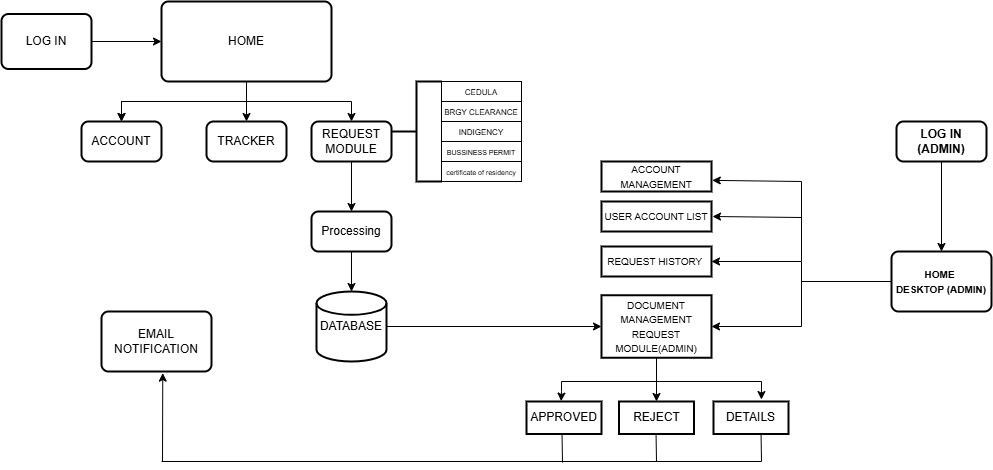 LOG IN
HOME
ACCOUNT
TRACKER
REQUEST
MODULE
CEDULA
BRGY CLEARANCE
INDIGENCY
BUSSINESS PERMIT
certificate of residency
LOG IN
(ADMIN)
ACCOUNT
MANAGEMENT
USER ACCOUNT LIST
REQUEST HISTORY
HOME
DESKTOP (ADMIN)
Processing
DATABASE
DOCUMENT
MANAGEMENT
REQUEST
MODULE(ADMIN)
EMAIL
NOTIFICATION
APPROVED
REJECT
DETAILS